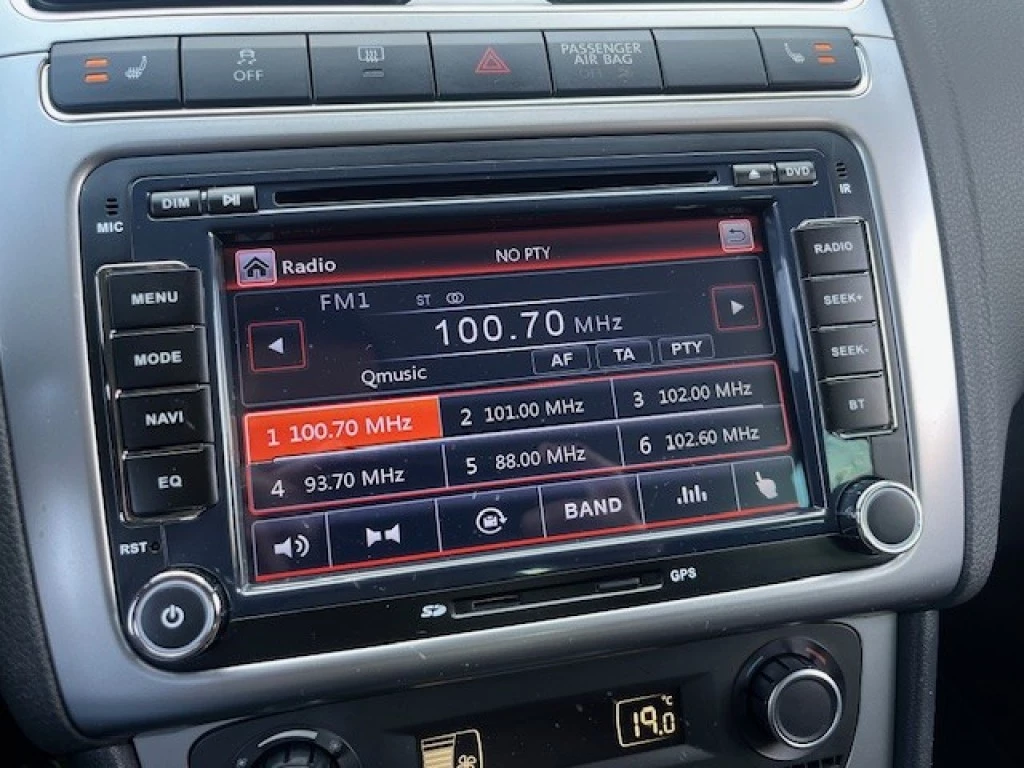 OFF
PASSENGER
AIR BAG
OFF
DIM
DVD
MIC
IR
MENU
MODE
NAVI
EQ
RST
Radio
NO PTY
FM1 ST
100.70 MHz
AF TA PTY
Qmusic
1 100.70 MHz
2 101.00 MHz
3 102.00 MHz
4 93.70 MHz
5 88.00 MHz
6 102.60 MHz
BAND
RADIO
SEEK+
SEEK-
BT
SD
GPS
19.0 °C